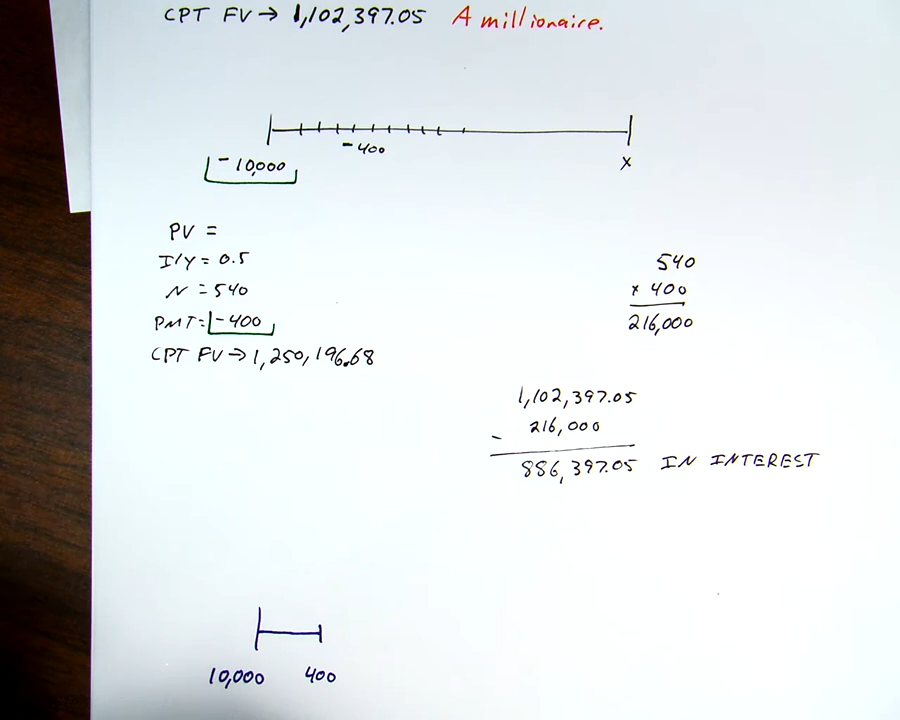 CPT FV → 1,102,397.05 A millionaire.
-400
-10,000
x
PV =
I/Y = 0.5
N = 540
PMT = -400
CPT FV → 1,250,196.68
540
x 400
216,000
1,102,397.05
- 216,000
886,397.05 IN INTEREST
10,000 400